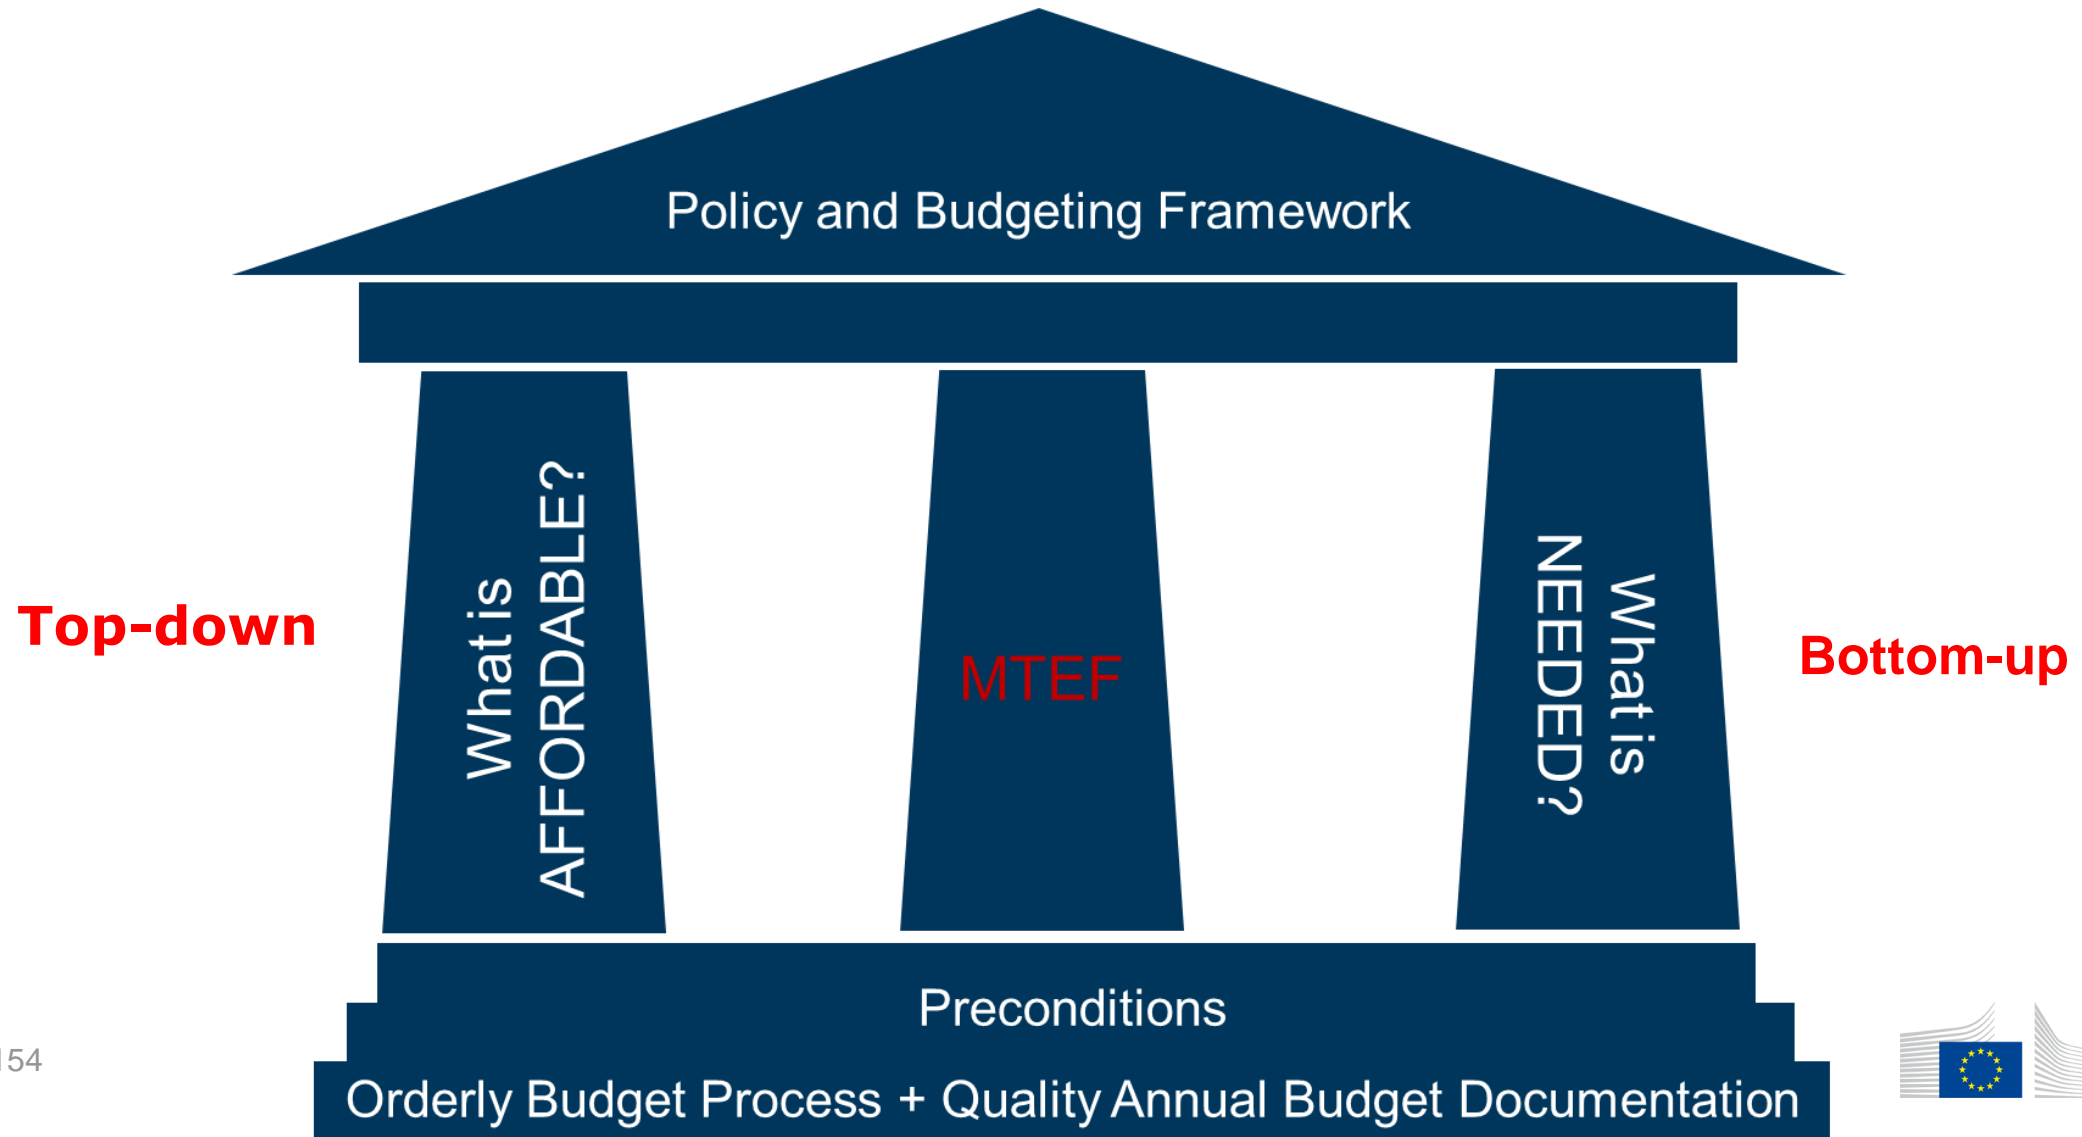 Policy and Budgeting Framework
Top-down
What is
AFFORDABLE?
MTEF
What is
NEEDED?
Bottom-up
Preconditions
Orderly Budget Process + Quality Annual Budget Documentation
154